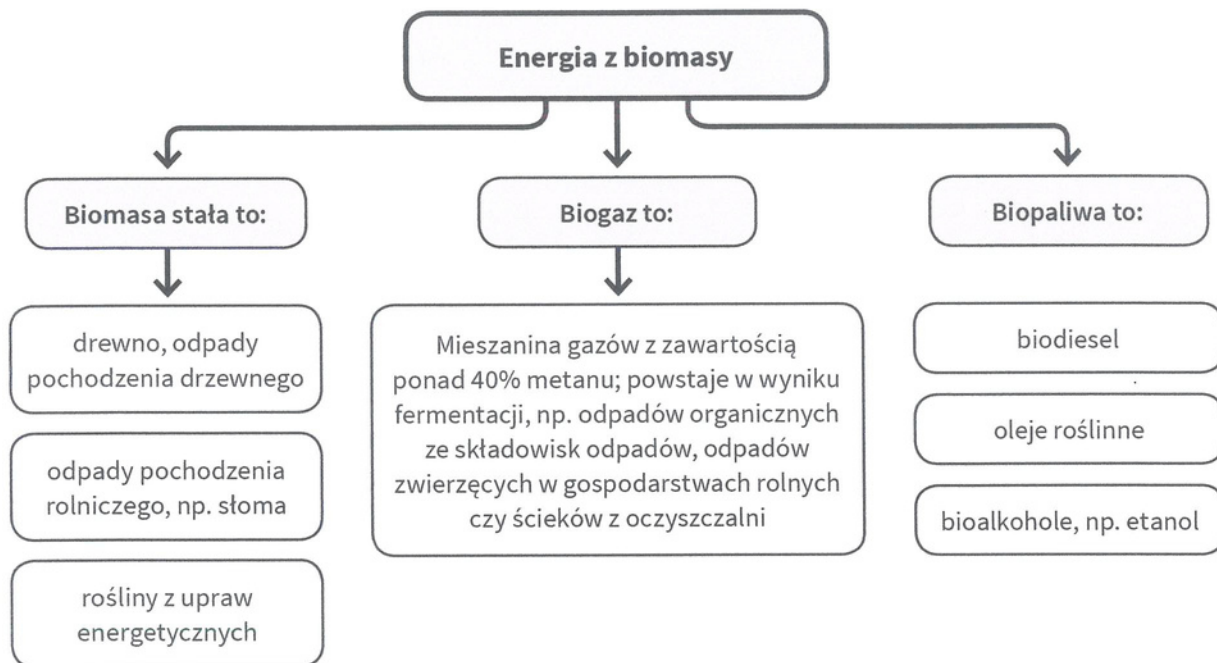 Energia z biomasy
Biomasa stała to:
Biogaz to:
Biopaliwa to:
drewno, odpady
pochodzenia drzewnego
odpady pochodzenia
rolniczego, np. słoma
rośliny z upraw
energetycznych
Mieszanina gazów z zawartością
ponad 40% metanu; powstaje w wyniku
fermentacji, np. odpadów organicznych
ze składowisk odpadów, odpadów
zwierzęcych w gospodarstwach rolnych
czy ścieków z oczyszczalni
biodiesel
oleje roślinne
bioalkohole, np. etanol